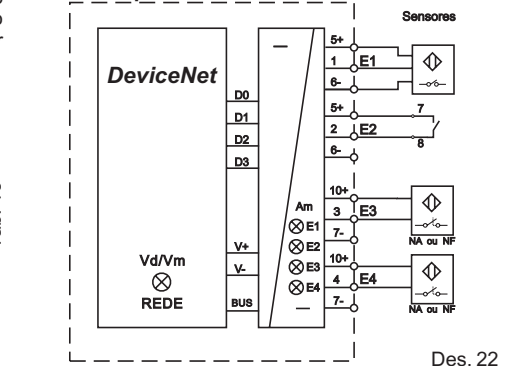 Sensores
DeviceNet
5+
1
E1
6-
D0
D1
D2
D3
5+
7
2
E2
8
6-
10+
Am
3
E3
E1
7-
NA ou NF
V+
E2
10+
Vd/Vm
V-
E3
4
E4
REDE
BUS
E4
7-
NA ou NF
Des. 22